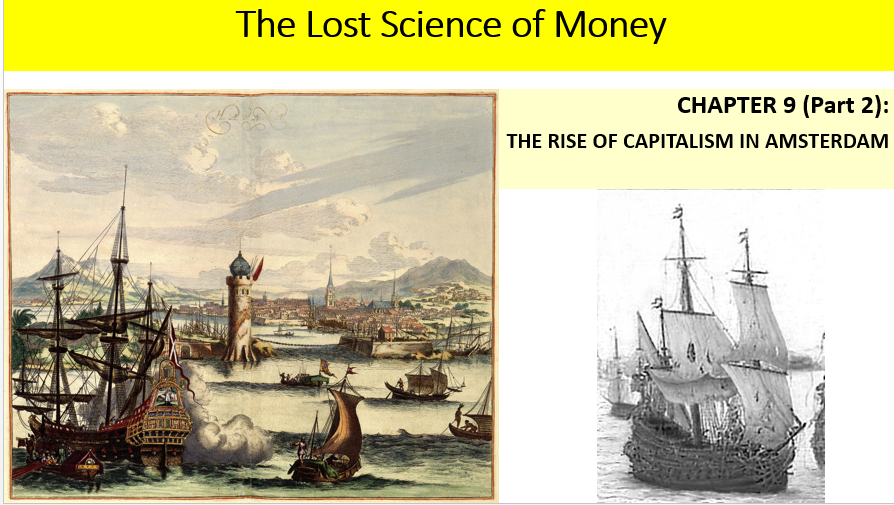 The Lost Science of Money
CHAPTER 9 (Part 2):
THE RISE OF CAPITALISM IN AMSTERDAM